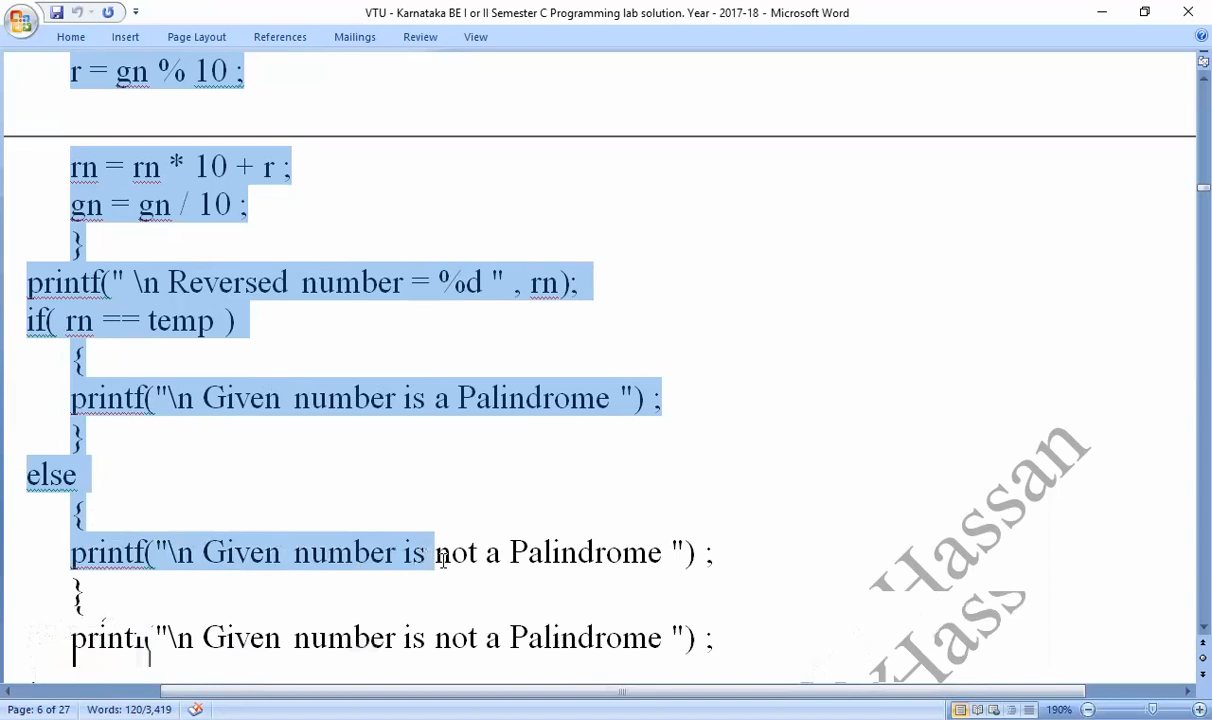 VTU - Karnataka BE I or II Semester C Programming lab solution. Year - 2017-18 - Microsoft Word
Home Insert Page Layout References Mailings Review View
r = gn % 10 ;
rn = rn * 10 + r ;
gn = gn / 10 ;
}
printf(" \n Reversed number = %d " , rn);
if( rn == temp )
{
printf("\n Given number is a Palindrome ") ;
}
else
{
printf("\n Given number is not a Palindrome ") ;
}
printf("\n Given number is not a Palindrome ") ;
Hassan
Hass
Page: 6 of 27 Words: 120/3,419 190%